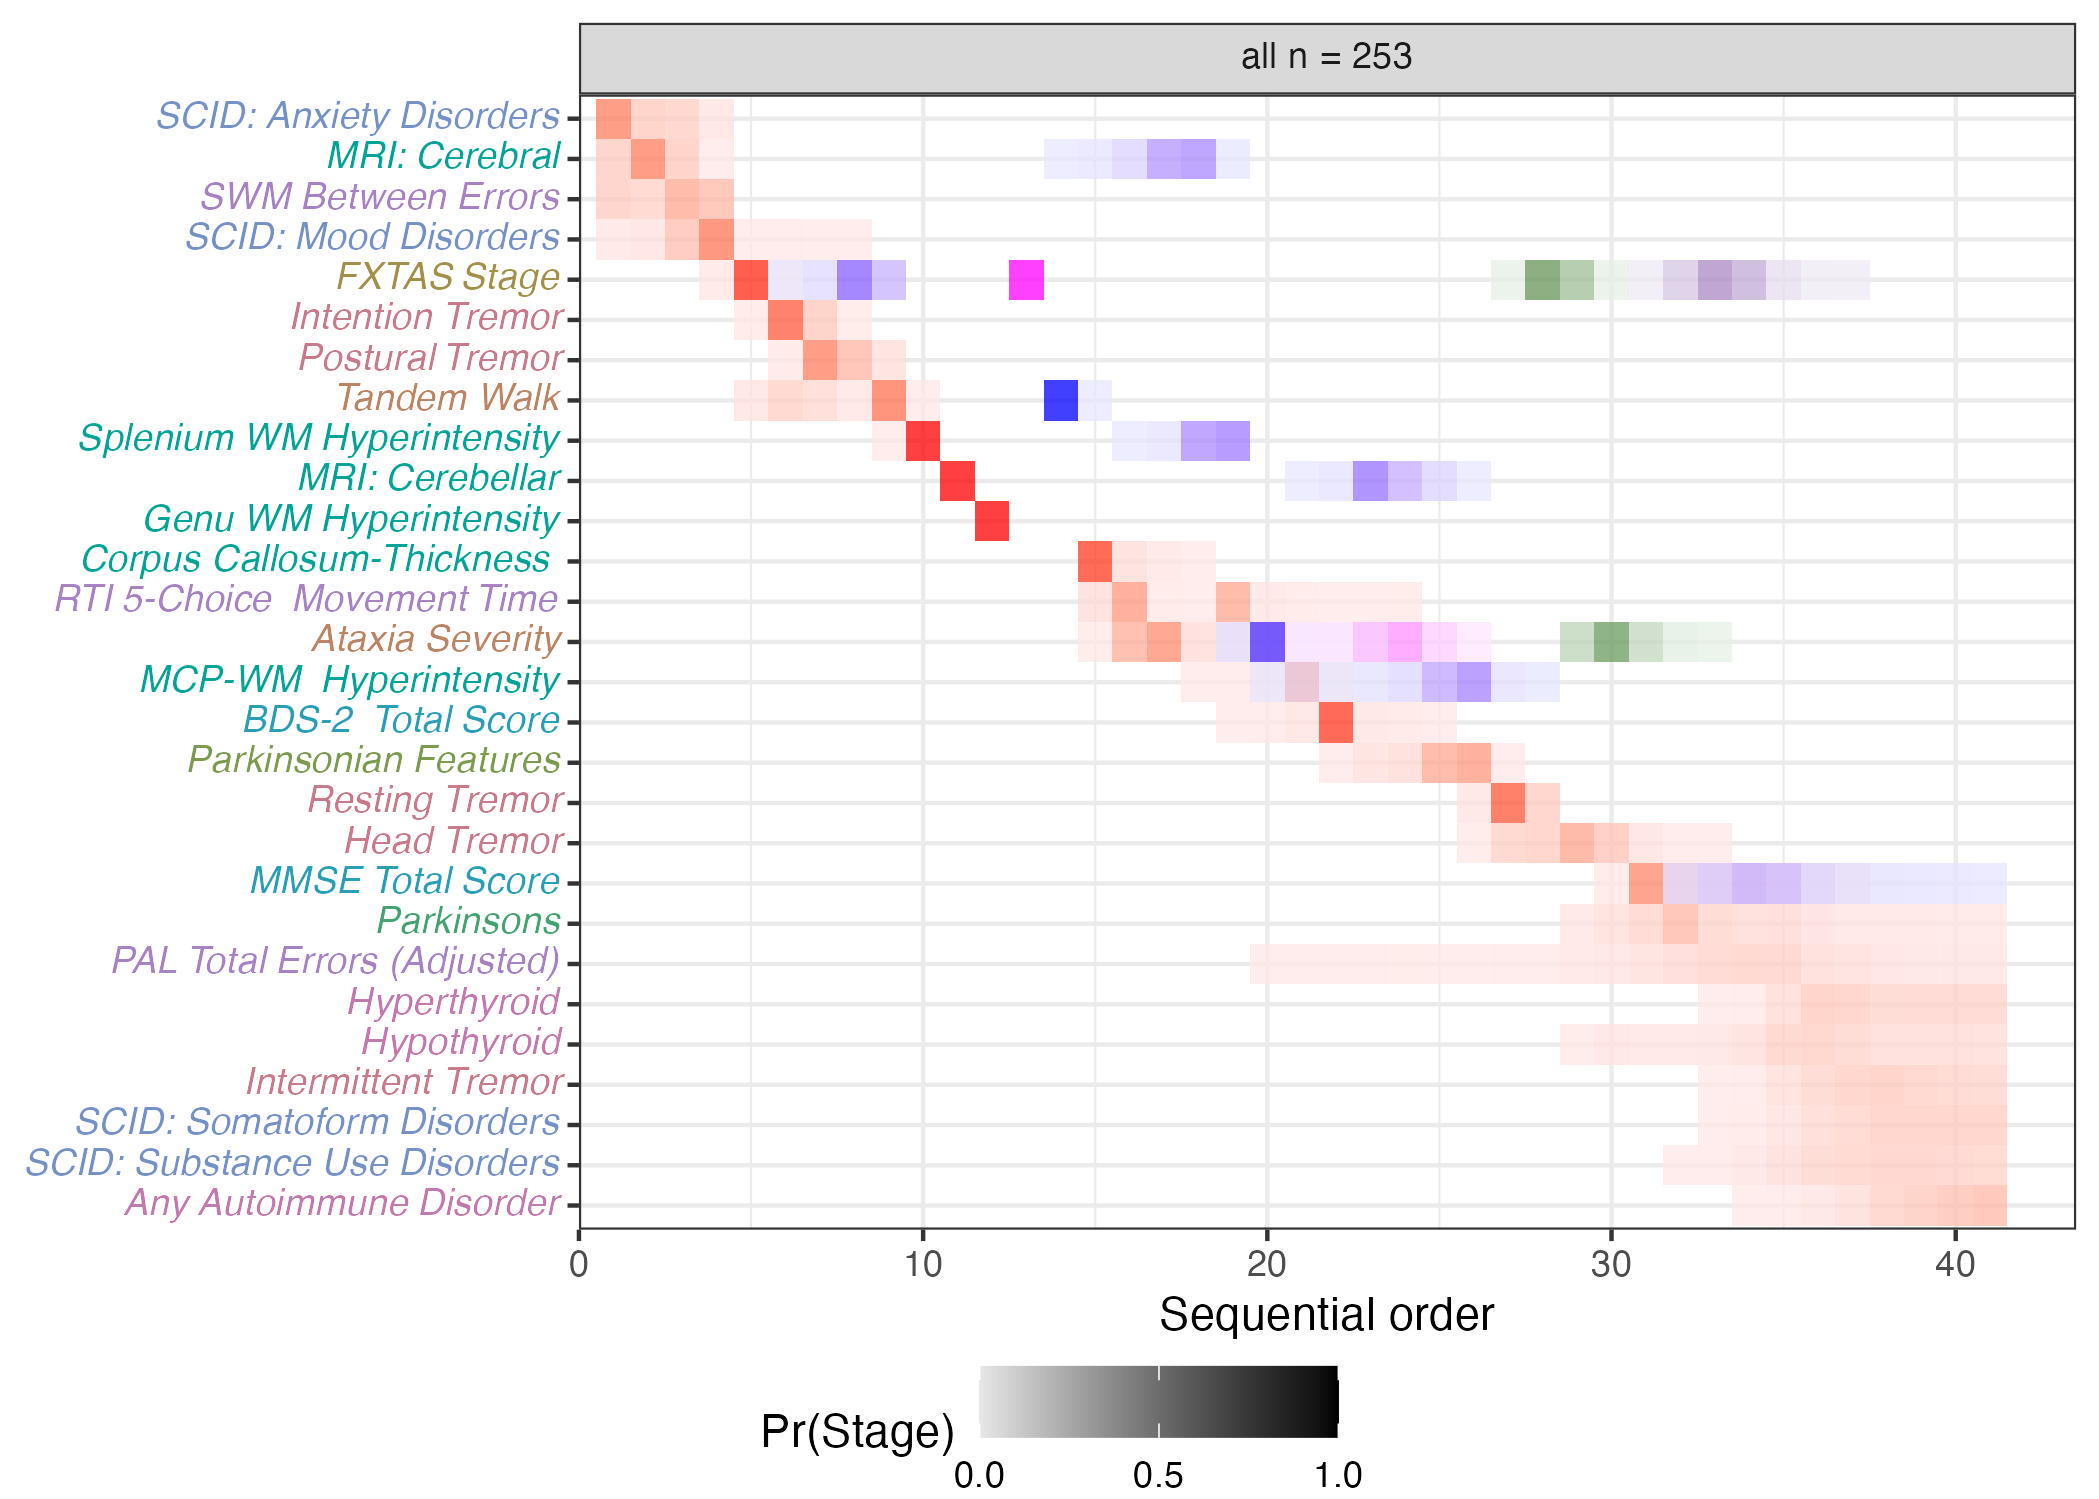 all n = 253
SCID: Anxiety Disorders
MRI: Cerebral
SWM Between Errors
SCID: Mood Disorders
FXTAS Stage
Intention Tremor
Postural Tremor
Tandem Walk
Splenium WM Hyperintensity
MRI: Cerebellar
Genu WM Hyperintensity
Corpus Callosum-Thickness
RTI 5-Choice Movement Time
Ataxia Severity
MCP-WM Hyperintensity
BDS-2 Total Score
Parkinsonian Features
Resting Tremor
Head Tremor
MMSE Total Score
Parkinsons
PAL Total Errors (Adjusted)
Hyperthyroid
Hypothyroid
Intermittent Tremor
SCID: Somatoform Disorders
SCID: Substance Use Disorders
Any Autoimmune Disorder
0 10 20 30 40
Sequential order
Pr(Stage)
0.0 0.5 1.0